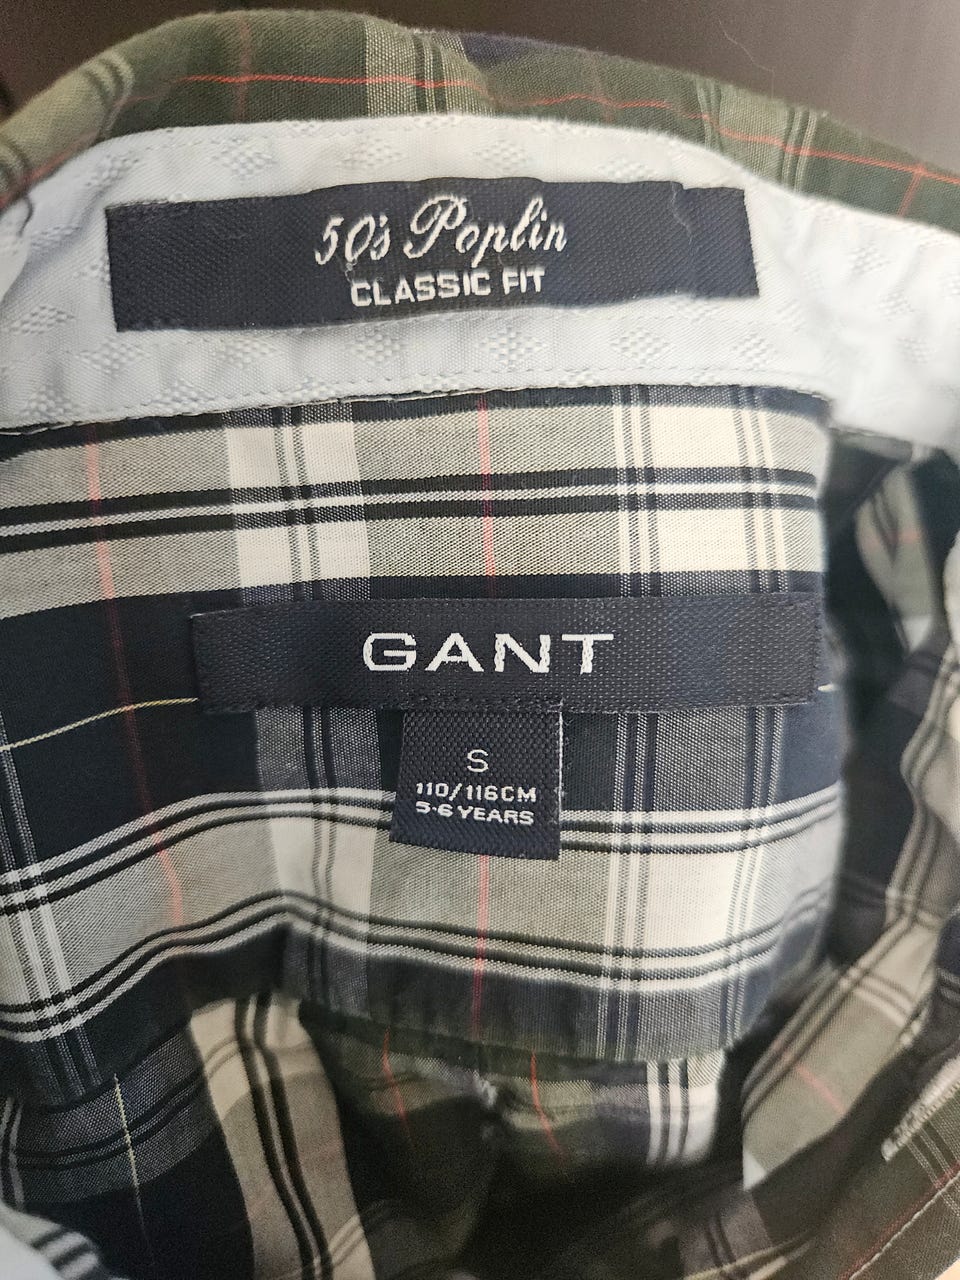 50's Poplin
CLASSIC FIT
GANT
S
110/116CM
5-6 YEARS